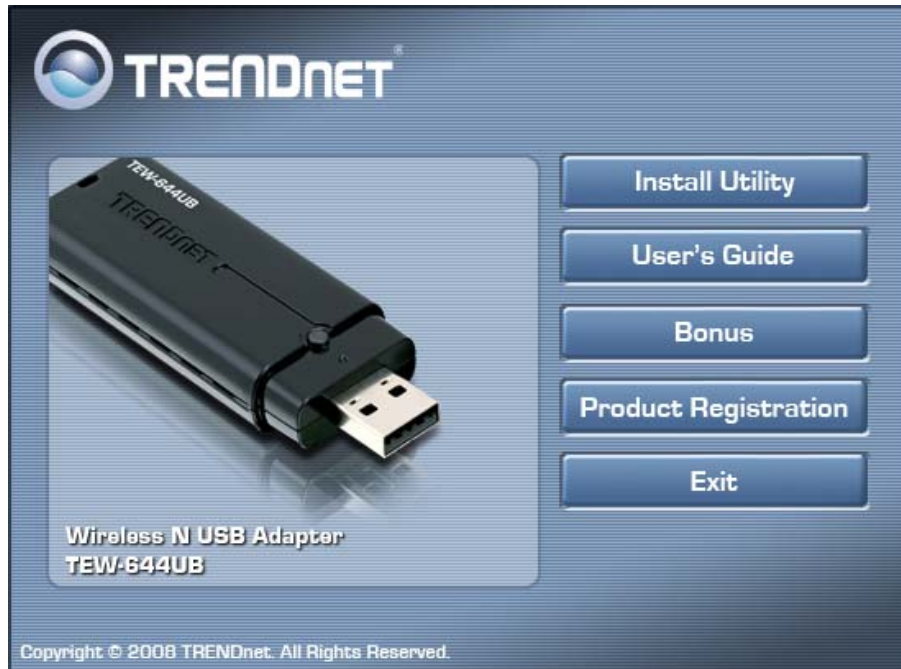 TRENDNET
TEW-644UB
TRENDNET
Install Utility
User's Guide
Bonus
Product Registration
Exit
Wireless N USB Adapter
TEW-644UB
Copyright © 2008 TRENDnet. All Rights Reserved.